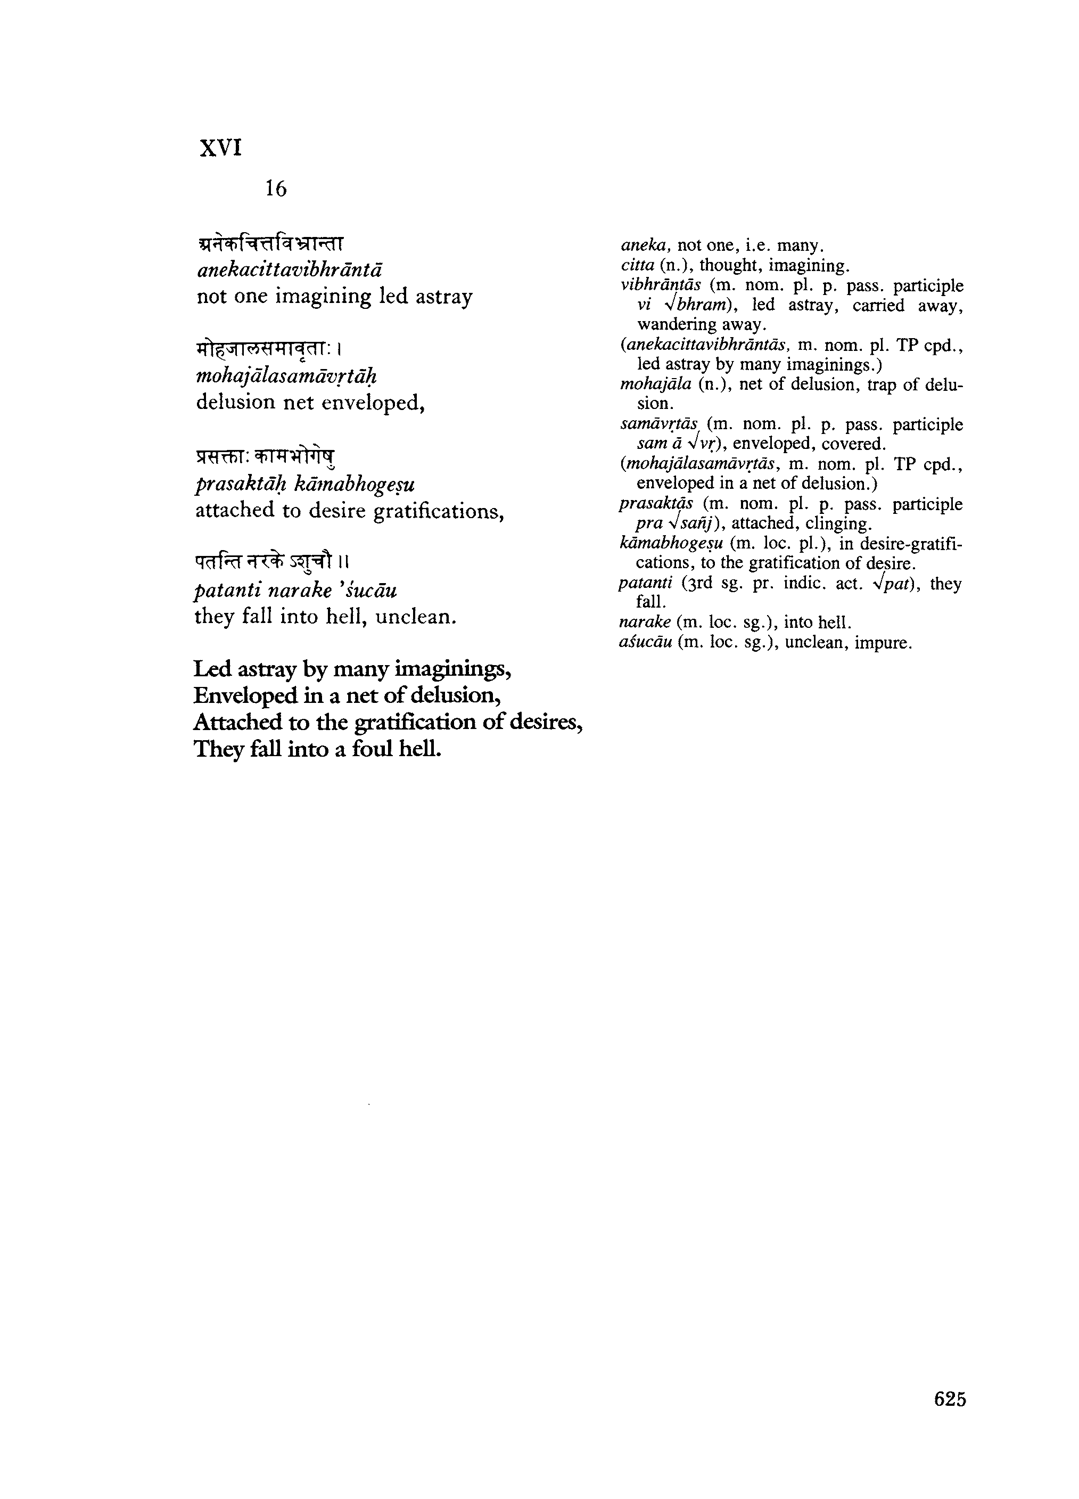 XVI
16
अनेकचित्तविभ्रान्ता
anekacittavibhrāntā
not one imagining led astray
मोहजालसमावृताः ।
mohajālasamāvṛtāḥ
delusion net enveloped,
प्रसक्ताः कामभोगेषु
prasaktāḥ kāmabhogeṣu
attached to desire gratifications,
पतन्ति नरके ऽशुचौ ॥
patanti narake 'śucāu
they fall into hell, unclean.
Led astray by many imaginings,
Enveloped in a net of delusion,
Attached to the gratification of desires,
They fall into a foul hell.
aneka, not one, i.e. many.
citta (n.), thought, imagining.
vibhrāntās (m. nom. pl. p. pass. participle
vi √bhram), led astray, carried away,
wandering away.
(anekacittavibhrāntās, m. nom. pl. TP cpd.,
led astray by many imaginings.)
mohajāla (n.), net of delusion, trap of delu-
sion.
samāvṛtās (m. nom. pl. p. pass. participle
sam ā √vṛ), enveloped, covered.
(mohajālasamāvṛtās, m. nom. pl. TP cpd.,
enveloped in a net of delusion.)
prasaktās (m. nom. pl. p. pass. participle
pra √sañj), attached, clinging.
kāmabhogeṣu (m. loc. pl.), in desire-gratifi-
cations, to the gratification of desire.
patanti (3rd sg. pr. indic. act. √pat), they
fall.
narake (m. loc. sg.), into hell.
aśucāu (m. loc. sg.), unclean, impure.
625